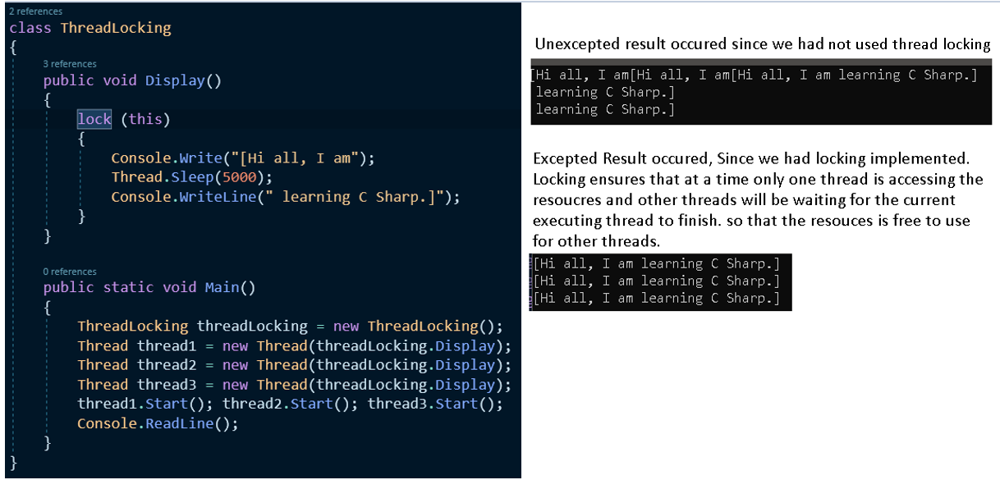 2 references
class ThreadLocking
{
3 references
public void Display()
{
lock (this)
{
Console.Write("[Hi all, I am");
Thread.Sleep(5000);
Console.WriteLine(" learning C Sharp.]");
}
}
0 references
public static void Main()
{
ThreadLocking threadLocking = new ThreadLocking();
Thread thread1 = new Thread(threadLocking.Display);
Thread thread2 = new Thread(threadLocking.Display);
Thread thread3 = new Thread(threadLocking.Display);
thread1.Start(); thread2.Start(); thread3.Start();
Console.ReadLine();
}
}
Unexcepted result occured since we had not used thread locking
[Hi all, I am[Hi all, I am[Hi all, I am learning C Sharp.]
learning C Sharp.]
learning C Sharp.]
Excepted Result occured, Since we had locking implemented.
Locking ensures that at a time only one thread is accessing the
resoucres and other threads will be waiting for the current
executing thread to finish. so that the resouces is free to use
for other threads.
[Hi all, I am learning C Sharp.]
[Hi all, I am learning C Sharp.]
[Hi all, I am learning C Sharp.]